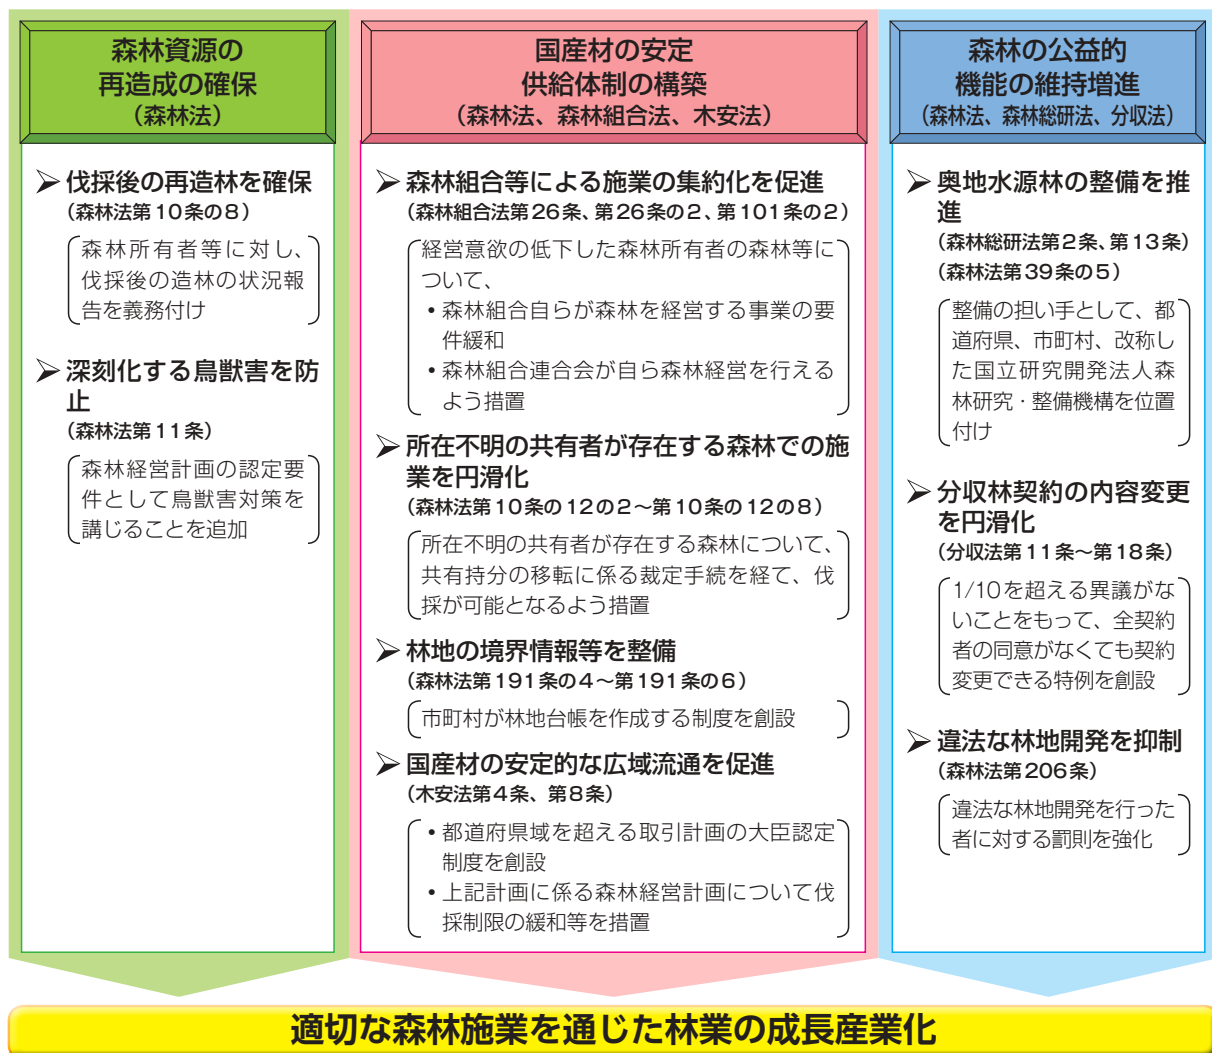 森林資源の
再造成の確保
（森林法）
➢ 伐採後の再造林を確保
（森林法第10条の8）
森林所有者等に対し、
伐採後の造林の状況報
告を義務付け
➢ 深刻化する鳥獣害を防
止
（森林法第11条）
森林経営計画の認定要
件として鳥獣害対策を
講じることを追加
国産材の安定
供給体制の構築
（森林法、森林組合法、木安法）
➢ 森林組合等による施業の集約化を促進
（森林組合法第26条、第26条の2、第101条の2）
経営意欲の低下した森林所有者の森林等に
ついて、
・森林組合自らが森林を経営する事業の要
件緩和
・森林組合連合会が自ら森林経営を行える
よう措置
➢ 所在不明の共有者が存在する森林での施
業を円滑化
（森林法第10条の12の2～第10条の12の8）
所在不明の共有者が存在する森林について、
共有持分の移転に係る裁定手続を経て、伐
採が可能となるよう措置
➢ 林地の境界情報等を整備
（森林法第191条の4～第191条の6）
市町村が林地台帳を作成する制度を創設
➢ 国産材の安定的な広域流通を促進
（木安法第4条、第8条）
・都道府県域を超える取引計画の大臣認定
制度を創設
・上記計画に係る森林経営計画について伐
採制限の緩和等を措置
森林の公益的
機能の維持増進
（森林法、森林総研法、分収法）
➢ 奥地水源林の整備を推
進
（森林総研法第2条、第13条）
（森林法第39条の5）
整備の担い手として、都
道府県、市町村、改称し
た国立研究開発法人森
林研究・整備機構を位置
付け
➢ 分収林契約の内容変更
を円滑化
（分収法第11条～第18条）
1/10を超える異議がな
いことをもって、全契約
者の同意がなくても契約
変更できる特例を創設
➢ 違法な林地開発を抑制
（森林法第206条）
違法な林地開発を行った
者に対する罰則を強化
適切な森林施業を通じた林業の成長産業化